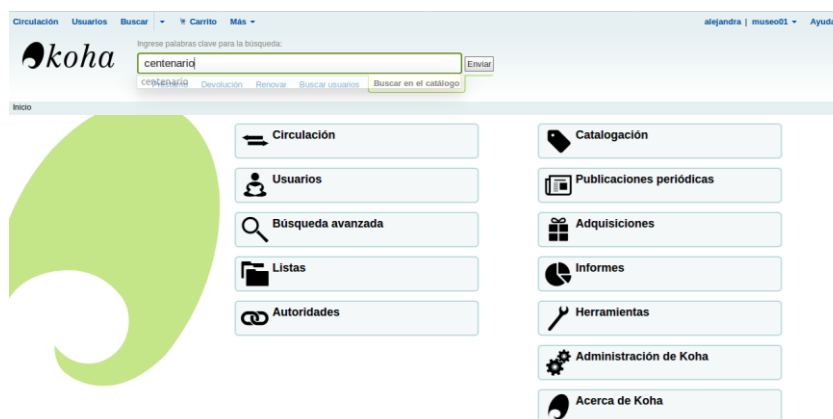 Circulación Usuarios Buscar Carrito Más alejandra | museo01 Ayuda
koha
Ingrese palabras clave para la búsqueda:
centenario Enviar
centenario
Préstamo Devolución Renovar Buscar usuarios Buscar en el catálogo
Inicio
Circulación
Usuarios
Búsqueda avanzada
Listas
Autoridades
Catalogación
Publicaciones periódicas
Adquisiciones
Informes
Herramientas
Administración de Koha
Acerca de Koha